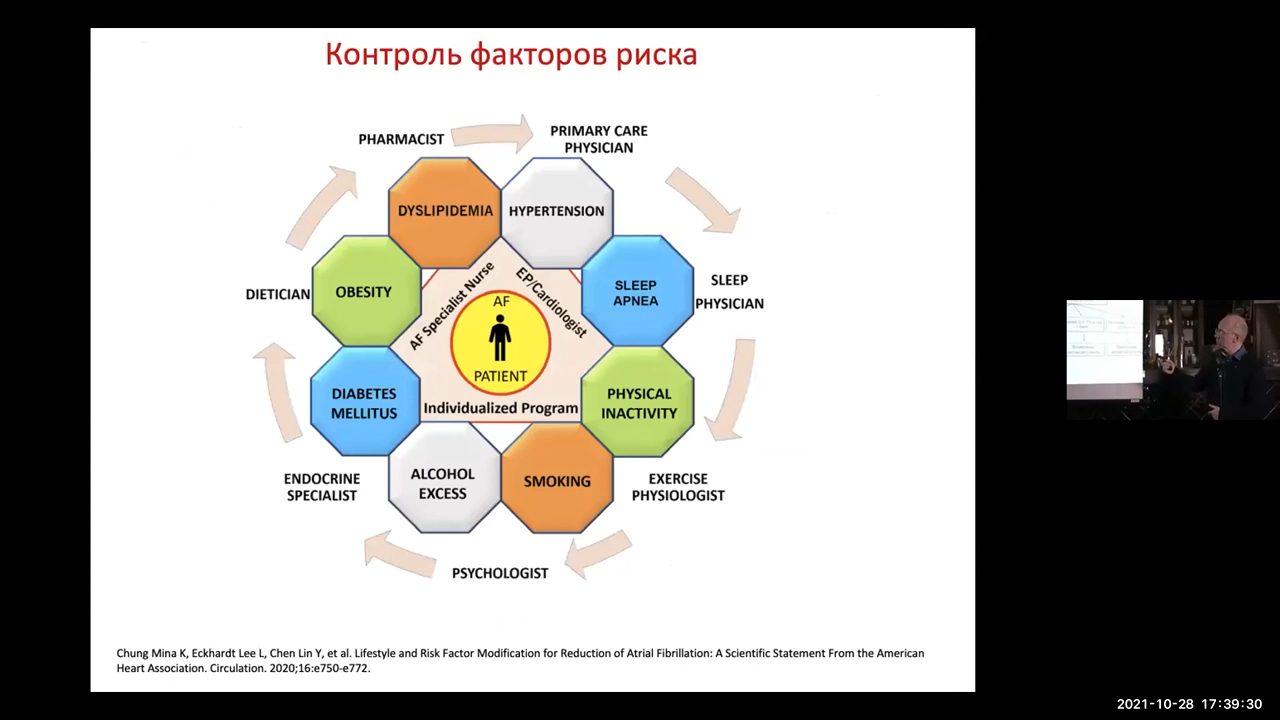 Контроль факторов риска
PHARMACIST
PRIMARY CARE
PHYSICIAN
DYSLIPIDEMIA
HYPERTENSION
DIETICIAN
OBESITY
AF Specialist Nurse
EP/Cardiologist
SLEEP
APNEA
SLEEP
PHYSICIAN
AF
PATIENT
DIABETES
MELLITUS
Individualized Program
PHYSICAL
INACTIVITY
ENDOCRINE
SPECIALIST
ALCOHOL
EXCESS
SMOKING
EXERCISE
PHYSIOLOGIST
PSYCHOLOGIST
Chung Mina K, Eckhardt Lee L, Chen Lin Y, et al. Lifestyle and Risk Factor Modification for Reduction of Atrial Fibrillation: A Scientific Statement From the American
Heart Association. Circulation. 2020;16:e750-e772.
2021-10-28 17:39:30